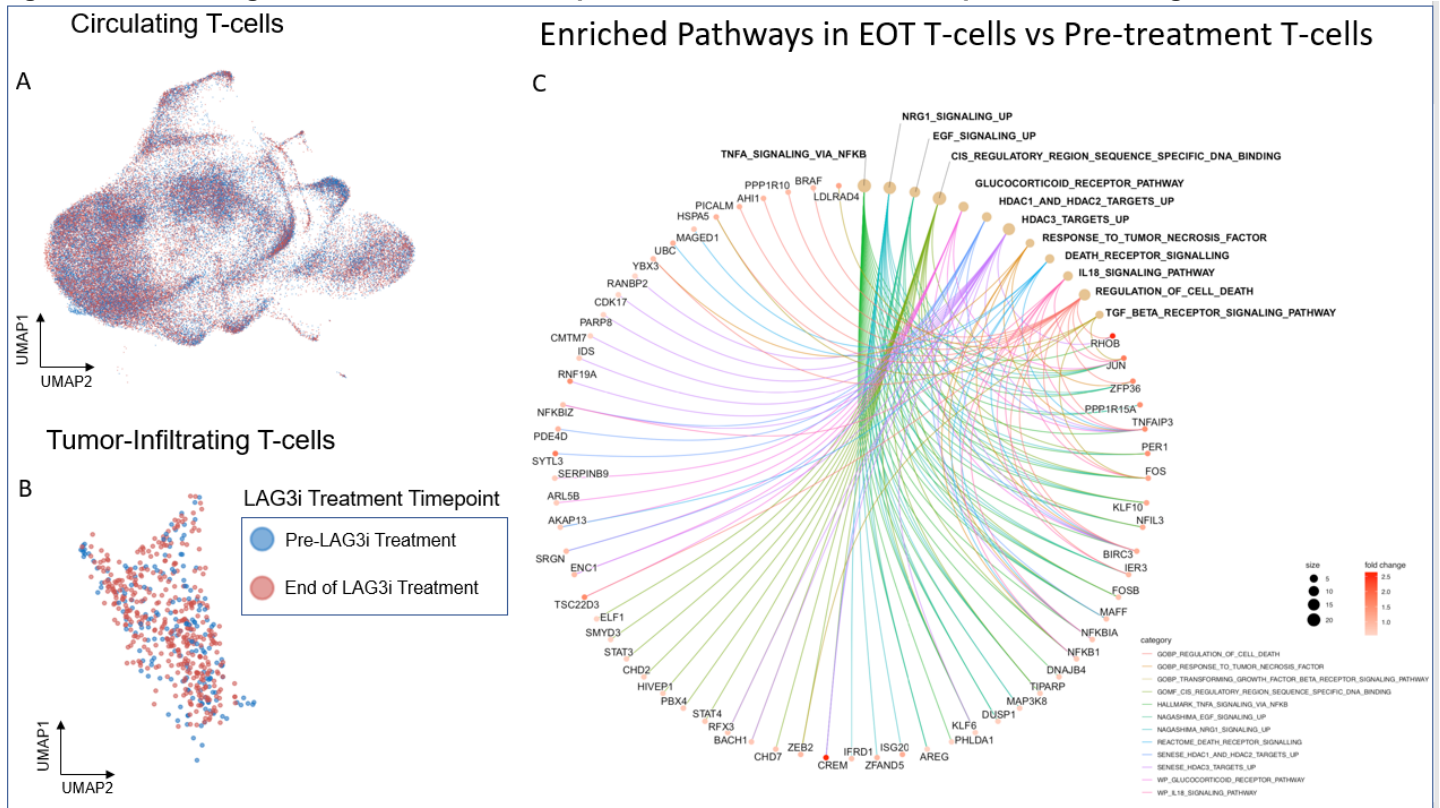 Circulating T-cells
Enriched Pathways in EOT T-cells vs Pre-treatment T-cells
A
UMAP1
UMAP2
Tumor-Infiltrating T-cells
B
LAG3i Treatment Timepoint
Pre-LAG3i Treatment
End of LAG3i Treatment
UMAP1
UMAP2
C
NRG1_SIGNALING_UP
EGF_SIGNALING_UP
TNFA_SIGNALING_VIA_NFKB
CIS_REGULATORY_REGION_SEQUENCE_SPECIFIC_DNA_BINDING
GLUCOCORTICOID_RECEPTOR_PATHWAY
HDAC1_AND_HDAC2_TARGETS_UP
HDAC3_TARGETS_UP
RESPONSE_TO_TUMOR_NECROSIS_FACTOR
DEATH_RECEPTOR_SIGNALLING
IL18_SIGNALING_PATHWAY
REGULATION_OF_CELL_DEATH
TGF_BETA_RECEPTOR_SIGNALING_PATHWAY
RHOB
JUN
ZFP36
PPP1R15A
TNFAIP3
PER1
FOS
KLF10
NFIL3
BIRC3
IER3
FOSB
MAFF
NFKBIA
NFKB1
DNAJB4
TIPARP
MAP3K8
DUSP1
KLF6
PHLDA1
AREG
ISG20
ZFAND5
IFRD1
CREM
ZEB2
CHD7
BACH1
RFX3
STAT4
PBX4
HIVEP1
CHD2
STAT3
SMYD3
ELF1
TSC22D3
ENC1
SRGN
AKAP13
ARL5B
SERPINB9
SYTL3
PDE4D
NFKBIZ
RNF19A
IDS
CMTM7
PARP8
CDK17
RANBP2
YBX3
UBC
MAGED1
HSPA5
PICALM
AHI1
PPP1R10
BRAF
LDLRAD4
size
5
10
15
20
fold change
2.5
2.0
1.5
1.0
category
GOBP_REGULATION_OF_CELL_DEATH
GOBP_RESPONSE_TO_TUMOR_NECROSIS_FACTOR
GOBP_TRANSFORMING_GROWTH_FACTOR_BETA_RECEPTOR_SIGNALING_PATHWAY
GOMF_CIS_REGULATORY_REGION_SEQUENCE_SPECIFIC_DNA_BINDING
HALLMARK_TNFA_SIGNALING_VIA_NFKB
NAGASHIMA_EGF_SIGNALING_UP
NAGASHIMA_NRG1_SIGNALING_UP
REACTOME_DEATH_RECEPTOR_SIGNALLING
SENESE_HDAC1_AND_HDAC2_TARGETS_UP
SENESE_HDAC3_TARGETS_UP
WP_GLUCOCORTICOID_RECEPTOR_PATHWAY
WP_IL18_SIGNALING_PATHWAY